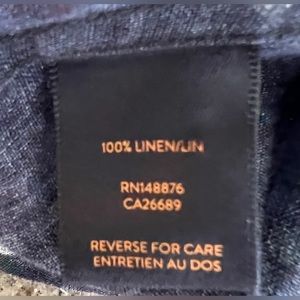 100% LINEN/LIN
RN148876
CA26689
REVERSE FOR CARE
ENTRETIEN AU DOS